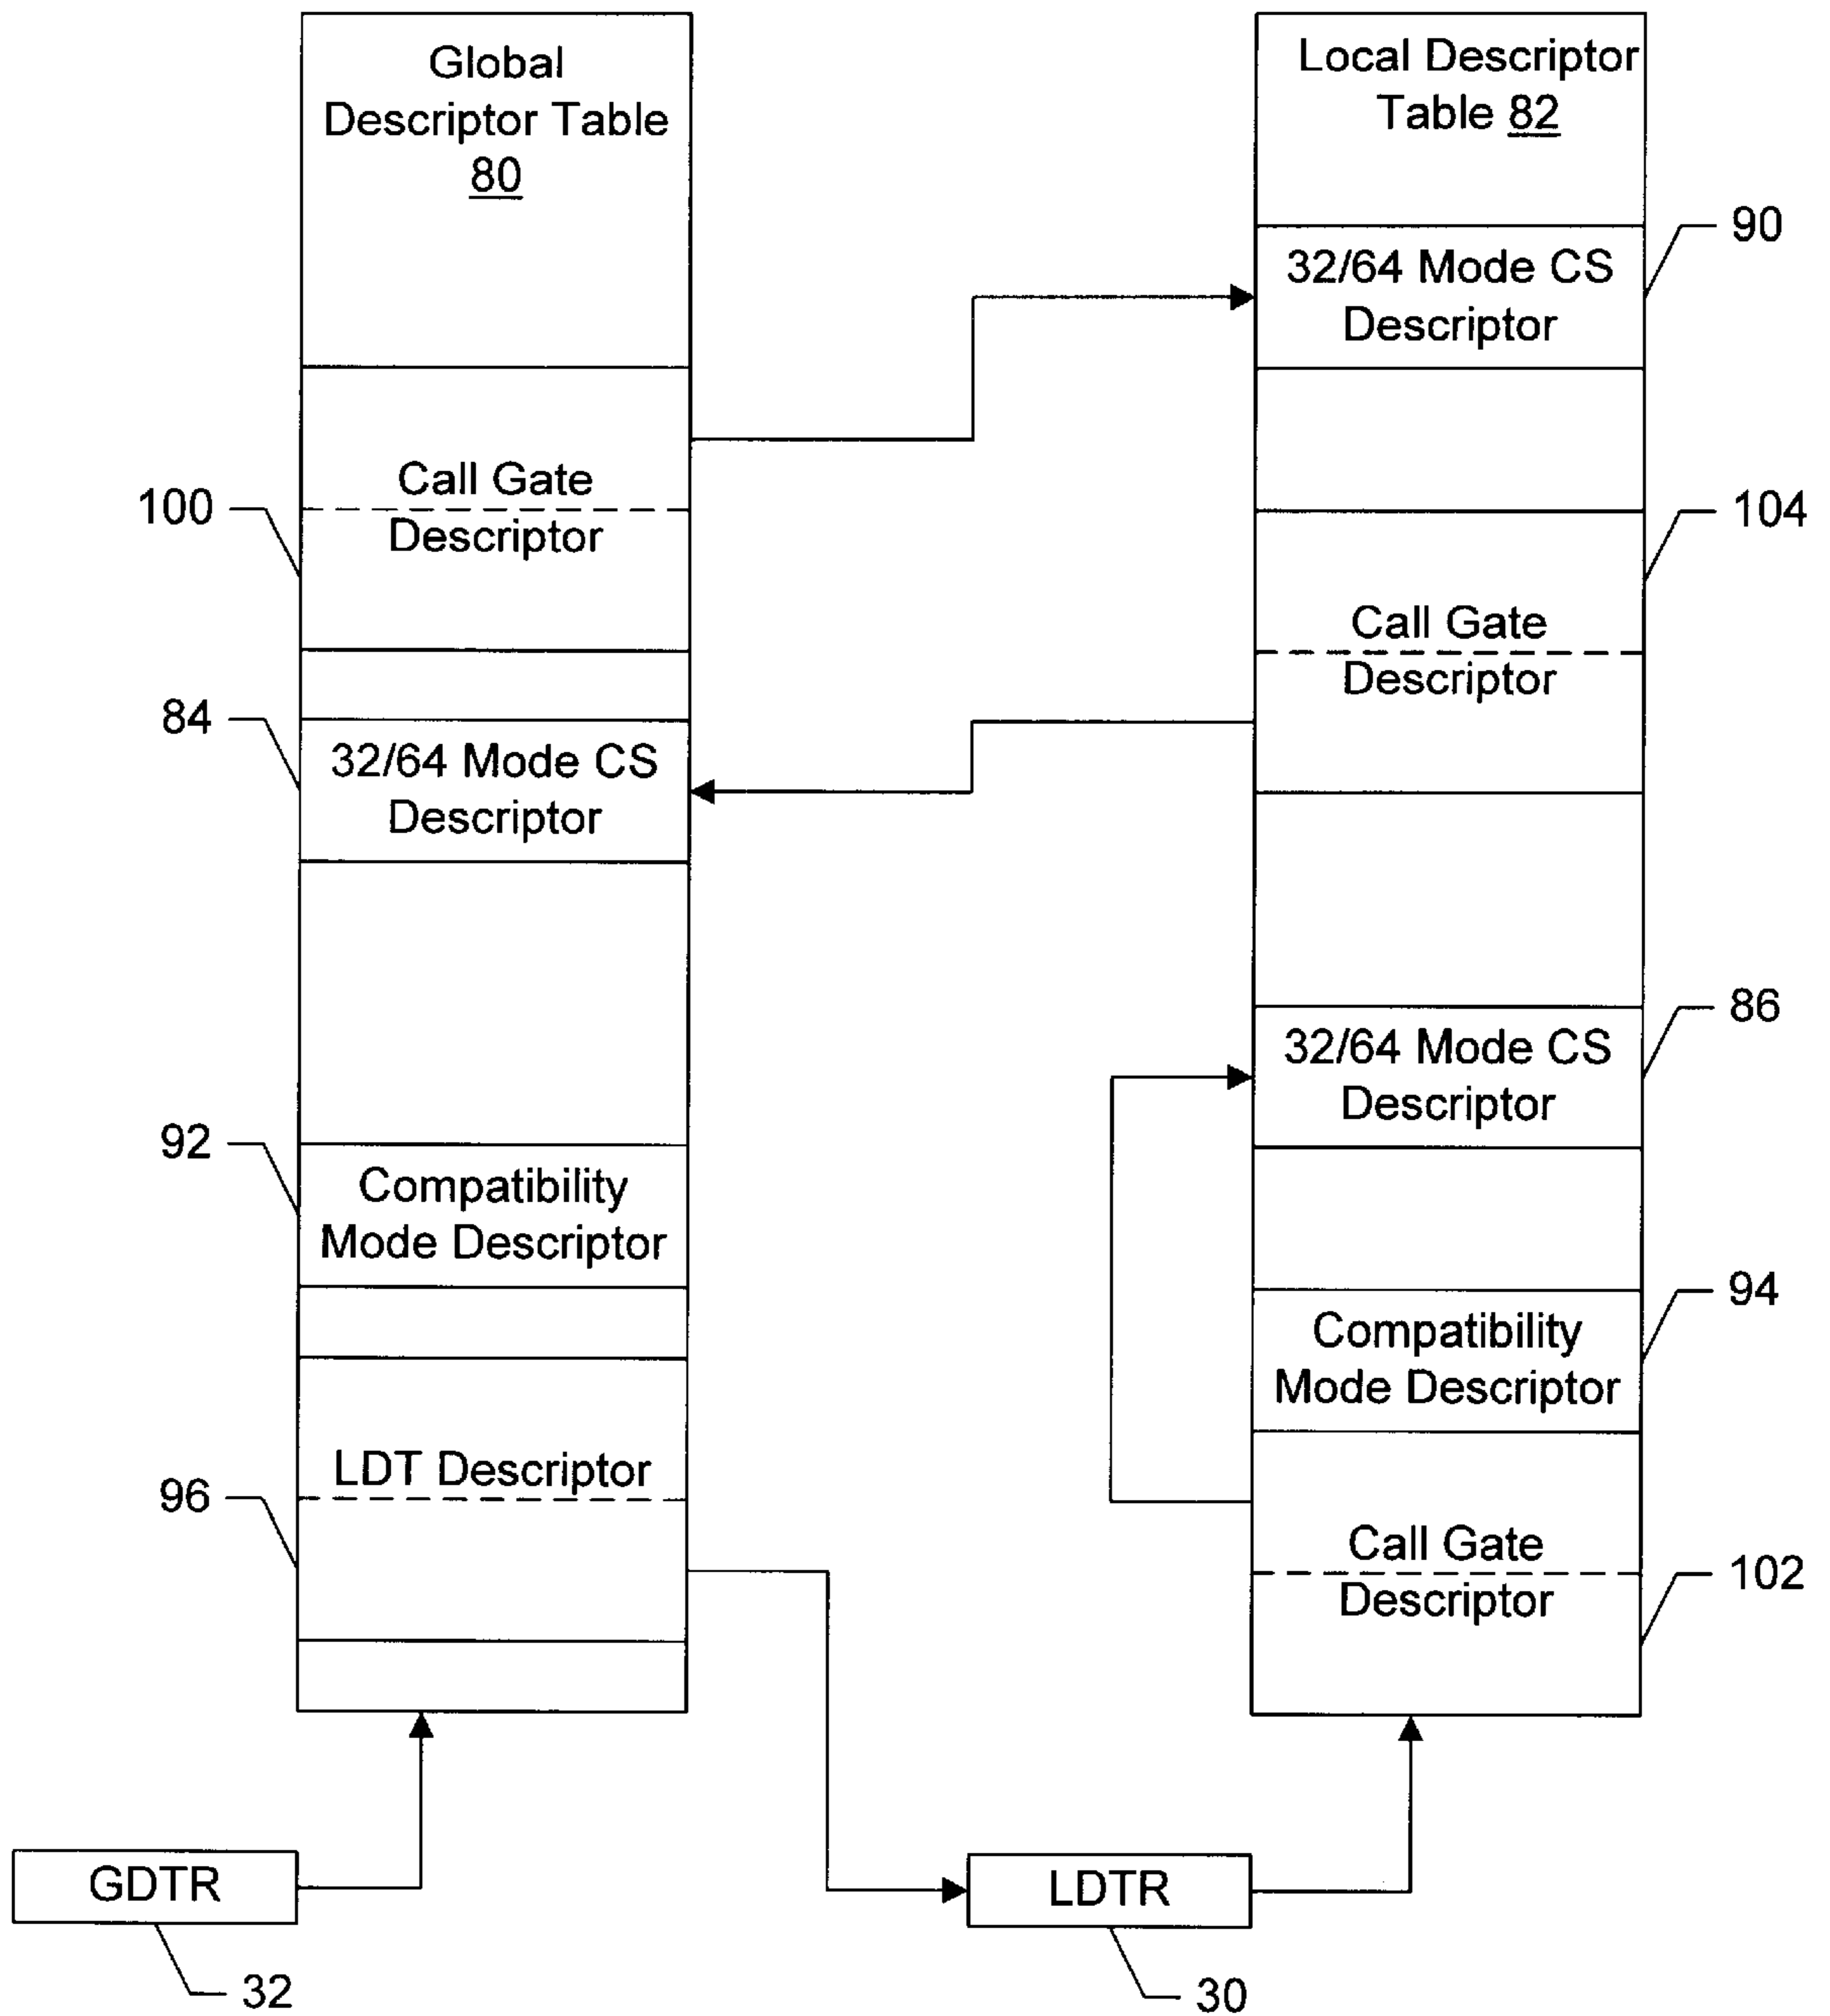 Global
Descriptor Table
80
100
Call Gate
Descriptor
84
32/64 Mode CS
Descriptor
92
Compatibility
Mode Descriptor
96
LDT Descriptor
GDTR
32
Local Descriptor
Table 82
32/64 Mode CS
Descriptor
90
Call Gate
Descriptor
104
32/64 Mode CS
Descriptor
86
Compatibility
Mode Descriptor
94
Call Gate
Descriptor
102
LDTR
30